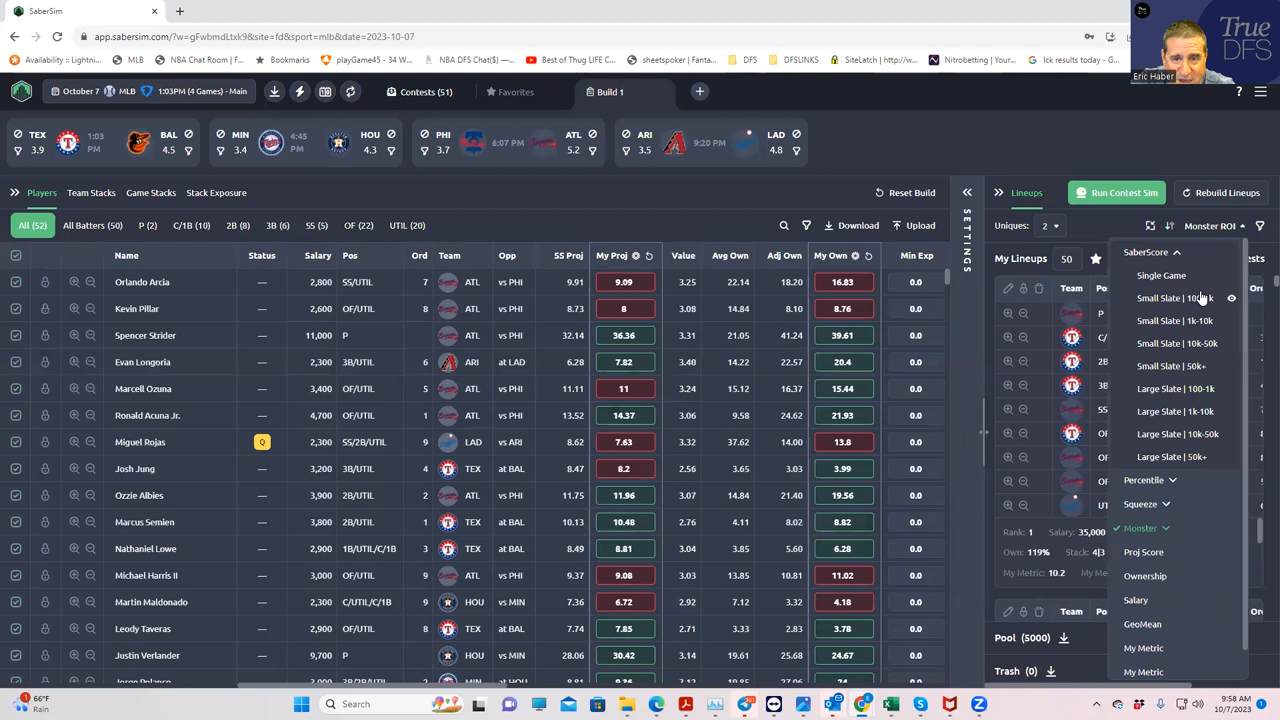 SaberSim
app.sabersim.com/?w=gFwbmdLtxk9&site=fd&sport=mlb&date=2023-10-07
True DFS
Eric Haber
Availability :: Lightni...
MLB
NBA Chat Room | F...
Bookmarks
playGame45 - 34 W...
NBA DFS
Best of Thug LIFE C...
sheetspoker | Fanta...
DFS
DFSLINKS
SiteLatch | My Web...
Nitrobetting | Your...
lck results today -...
October 7 MLB 1:03PM (4 Games) - Main
Contests (51)
Favorites
Build 1
TEX 3.9 1:03 PM BAL 4.5
MIN 3.4 4:45 PM HOU 4.3
PHI 3.7 6:07 PM ATL 5.2
ARI 3.5 9:20 PM LAD 4.8
Players Team Stacks Game Stacks Stack Exposure
Reset Build
All (52) All Batters (50) P (2) C/1B (10) 2B (8) 3B (6) SS (5) OF (22) UTIL (20)
Download Upload
Name Status Salary Pos Ord Team Opp SS Proj My Proj Value Avg Own Adj Own My Own Min Exp
Orlando Arcia 2,800 SS/UTIL 7 ATL vs PHI 9.91 9.09 3.25 22.14 18.20 16.83 0.0
Kevin Pillar 2,600 OF/UTIL 8 ATL vs PHI 8.76 8 3.08 14.84 8.10 8.76 0.0
Spencer Strider 11,000 P ATL vs PHI 36.36 36.36 3.31 21.05 41.24 39.61 0.0
Evan Longoria 2,300 3B/UTIL 6 ARI at LAD 6.28 7.82 3.40 14.22 22.57 20.4 0.0
Marcell Ozuna 3,400 OF/UTIL 5 ATL vs PHI 11.11 11 3.24 15.12 16.37 15.44 0.0
Ronald Acuna Jr. 4,700 OF/UTIL 1 ATL vs PHI 13.52 14.37 3.06 9.58 24.62 21.93 0.0
Miguel Rojas Q 2,300 SS/2B/UTIL 9 LAD vs ARI 8.62 7.63 3.32 37.62 14.00 13.8 0.0
Josh Jung 3,200 3B/UTIL 4 TEX at BAL 8.47 8.2 2.56 3.65 3.03 3.99 0.0
Ozzie Albies 3,900 2B/UTIL 2 ATL vs PHI 11.75 11.96 3.07 14.84 21.40 19.56 0.0
Marcus Semien 3,800 2B/UTIL 1 TEX at BAL 10.13 10.48 2.76 4.11 8.02 8.82 0.0
Nathaniel Lowe 2,900 1B/UTIL/C/1B 3 TEX at BAL 8.49 8.81 3.04 3.85 5.60 6.28 0.0
Michael Harris II 3,000 OF/UTIL 6 ATL vs PHI 9.37 9.08 3.03 13.85 10.81 11.02 0.0
Martin Maldonado 2,300 C/UTIL/C/1B 9 HOU vs MIN 7.36 6.72 2.92 7.12 3.32 4.18 0.0
Leody Taveras 2,900 OF/UTIL 8 TEX at BAL 7.74 7.85 2.71 3.33 2.83 3.78 0.0
Justin Verlander 9,700 P HOU vs MIN 28.06 30.42 3.14 19.61 25.68 24.67 0.0
SETTINGS
Lineups
Run Contest Sim
Rebuild Lineups
Uniques: 2
Monster ROI
My Lineups 50
Team
P
C/
2B
3B
SS
OF
OF
OF
UT
Rank: 1 Salary: 35,000
Own: 119% Stack: 4|3
My Metric: 10.2
Team
Pool (5000)
Trash (0)
SaberScore
Single Game
Small Slate | 1k-10k
Small Slate | 10k-50k
Small Slate | 50k+
Large Slate | 100-1k
Large Slate | 1k-10k
Large Slate | 10k-50k
Large Slate | 50k+
Percentile
Squeeze
Monster
Proj Score
Ownership
Salary
GeoMean
My Metric
My Metric
66°F
Rain
Search
9:58 AM
10/7/2023